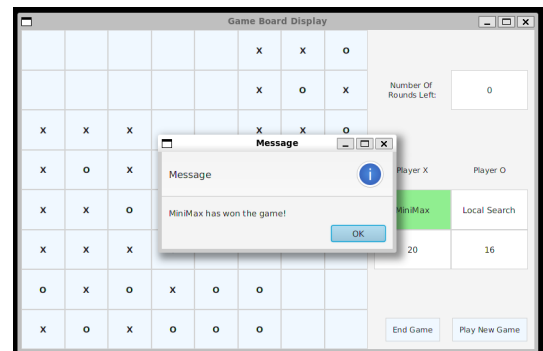 Game Board Display
X X O
X O X
Number Of
Rounds Left:
0
X X X X X O
Message
X O X
Message
Player X
Player O
X X O
MiniMax has won the game!
MiniMax
Local Search
OK
X X X
20
16
O X O X O O
X O X O O O
End Game
Play New Game